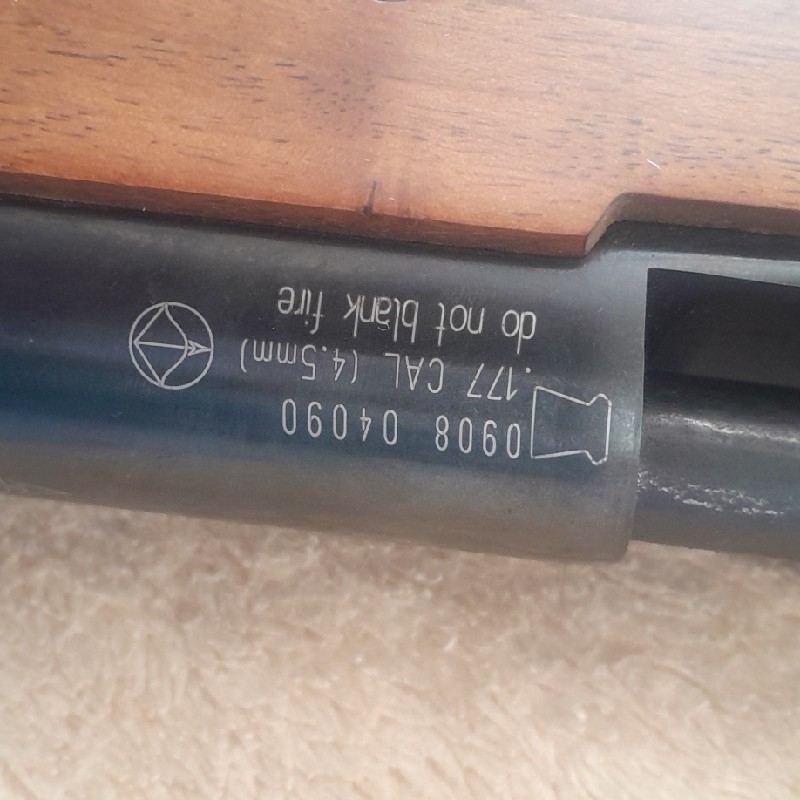 0908 04090
.177 CAL (4.5mm)
do not blank fire